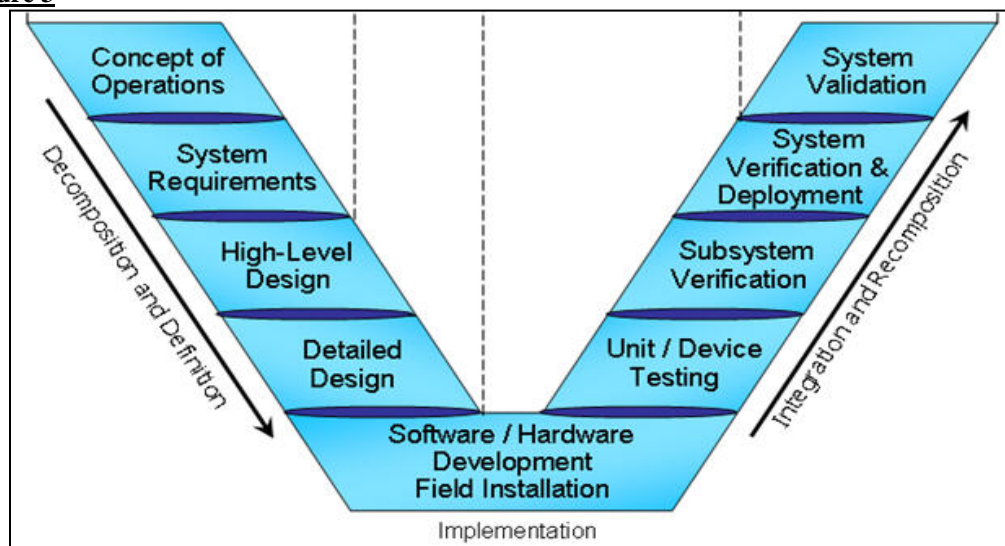 Concept of
Operations
System
Requirements
High-Level
Design
Detailed
Design
Decomposition and Definition
Software / Hardware
Development
Field Installation
Implementation
Unit / Device
Testing
Subsystem
Verification
System
Verification &
Deployment
System
Validation
Integration and Recomposition